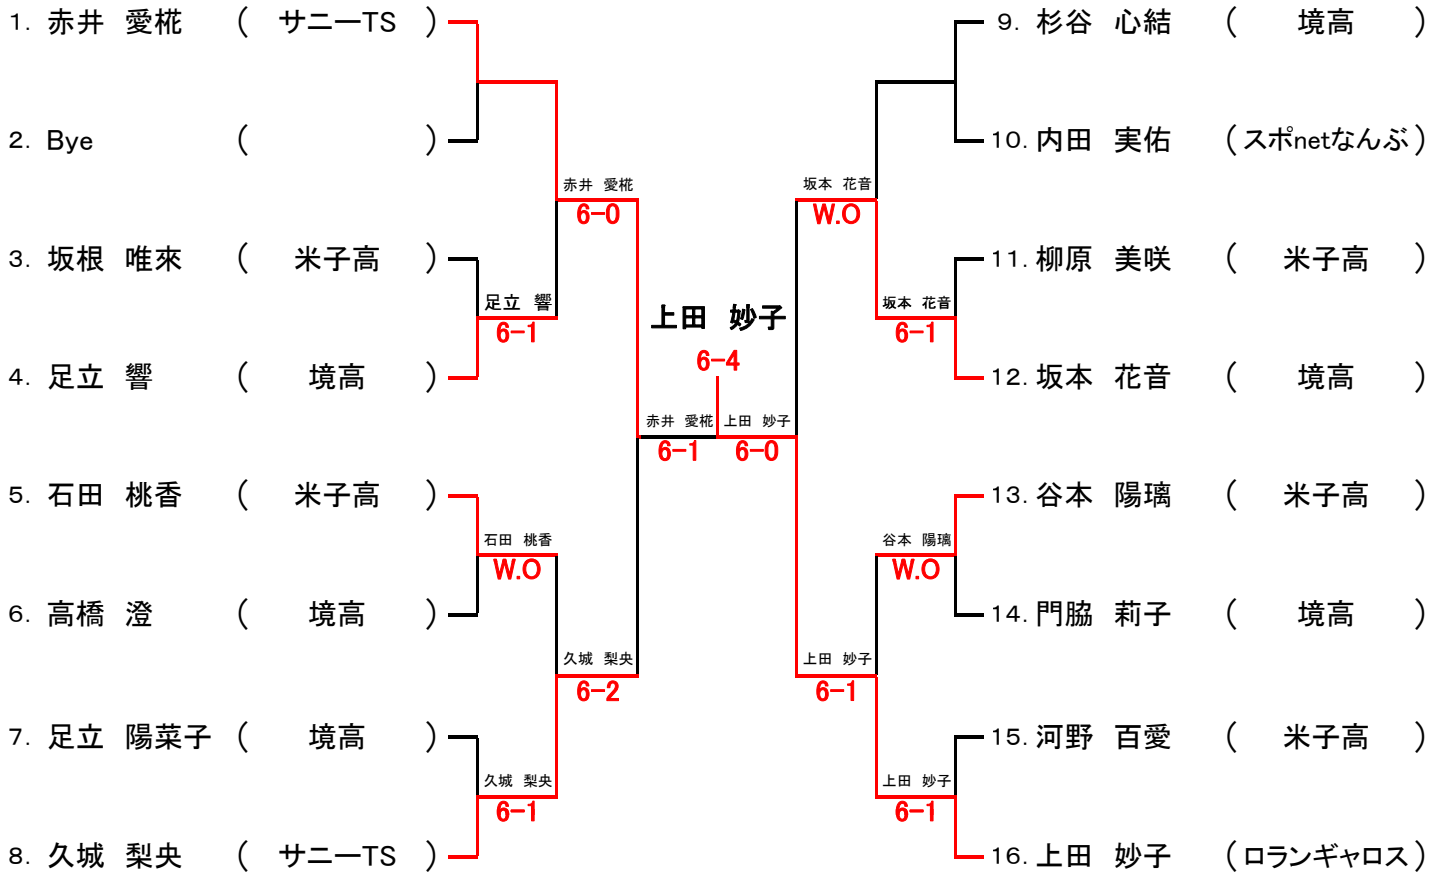 1. 赤井　愛椛　( サニーTS )
2. Bye　( )
3. 坂根　唯來　( 米子高 )
4. 足立　響　( 境高 )
5. 石田　桃香　( 米子高 )
6. 高橋　澄　( 境高 )
7. 足立　陽菜子　( 境高 )
8. 久城　梨央　( サニーTS )
足立　響
6-1
石田　桃香
W.O
久城　梨央
6-1
赤井　愛椛
6-0
久城　梨央
6-2
赤井　愛椛
6-1
上田　妙子
6-4
上田　妙子
6-0
坂本　花音
W.O
上田　妙子
6-1
坂本　花音
6-1
谷本　陽璃
W.O
上田　妙子
6-1
9. 杉谷　心結　( 境高 )
10. 内田　実佑　(スポnetなんぶ)
11. 柳原　美咲　( 米子高 )
12. 坂本　花音　( 境高 )
13. 谷本　陽璃　( 米子高 )
14. 門脇　莉子　( 境高 )
15. 河野　百愛　( 米子高 )
16. 上田　妙子　(ロランギャロス)